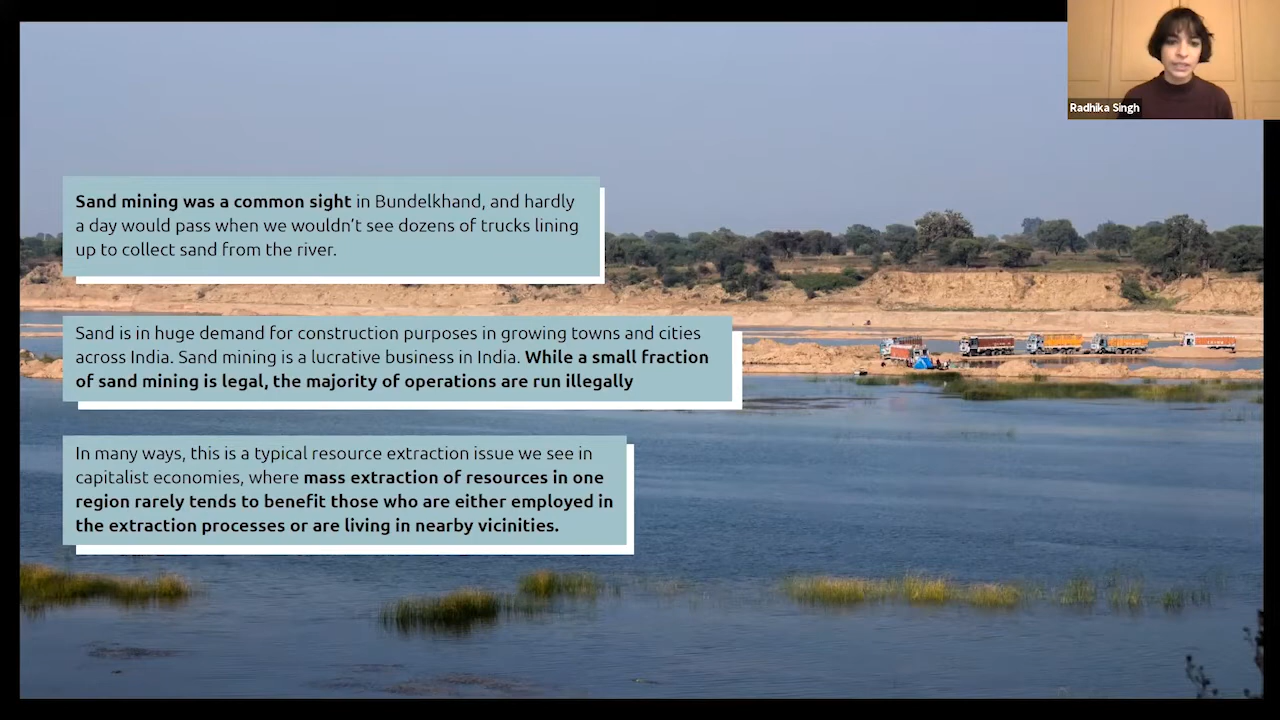 Radhika Singh
Sand mining was a common sight in Bundelkhand, and hardly
a day would pass when we wouldn't see dozens of trucks lining
up to collect sand from the river.
Sand is in huge demand for construction purposes in growing towns and cities
across India. Sand mining is a lucrative business in India. While a small fraction
of sand mining is legal, the majority of operations are run illegally
In many ways, this is a typical resource extraction issue we see in
capitalist economies, where mass extraction of resources in one
region rarely tends to benefit those who are either employed in
the extraction processes or are living in nearby vicinities.